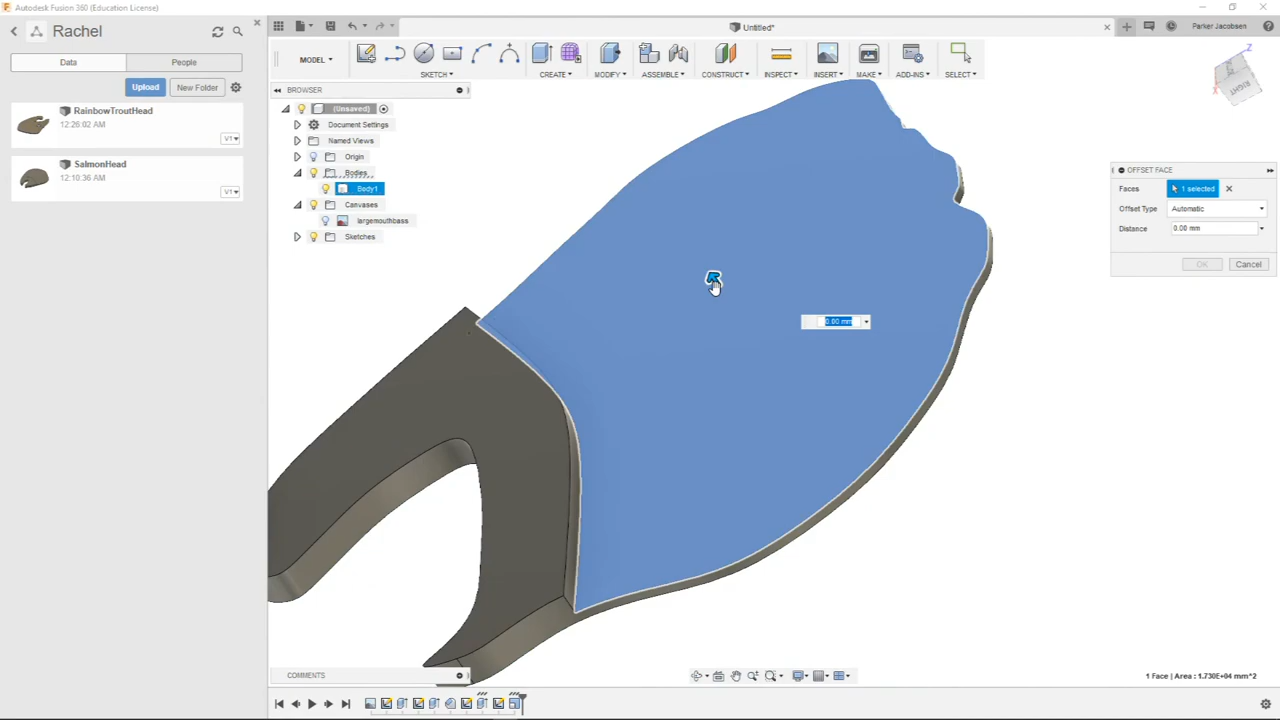 Autodesk Fusion 360 (Education License)
Rachel
Data
People
Upload
New Folder
RainbowTroutHead
12:26:02 AM
V1
SalmonHead
12:10:36 AM
V1
Untitled*
Parker Jacobsen
MODEL
SKETCH
CREATE
MODIFY
ASSEMBLE
CONSTRUCT
INSPECT
INSERT
MAKE
ADD-INS
SELECT
BROWSER
(Unsaved)
Document Settings
Named Views
Origin
Bodies
Body1
Canvases
largemouthbass
Sketches
Z
RIGHT
OFFSET FACE
Faces
1 selected
Offset Type
Automatic
Distance
0.00 mm
OK
Cancel
0.00 mm
COMMENTS
1 Face | Area : 1.730E+04 mm^2